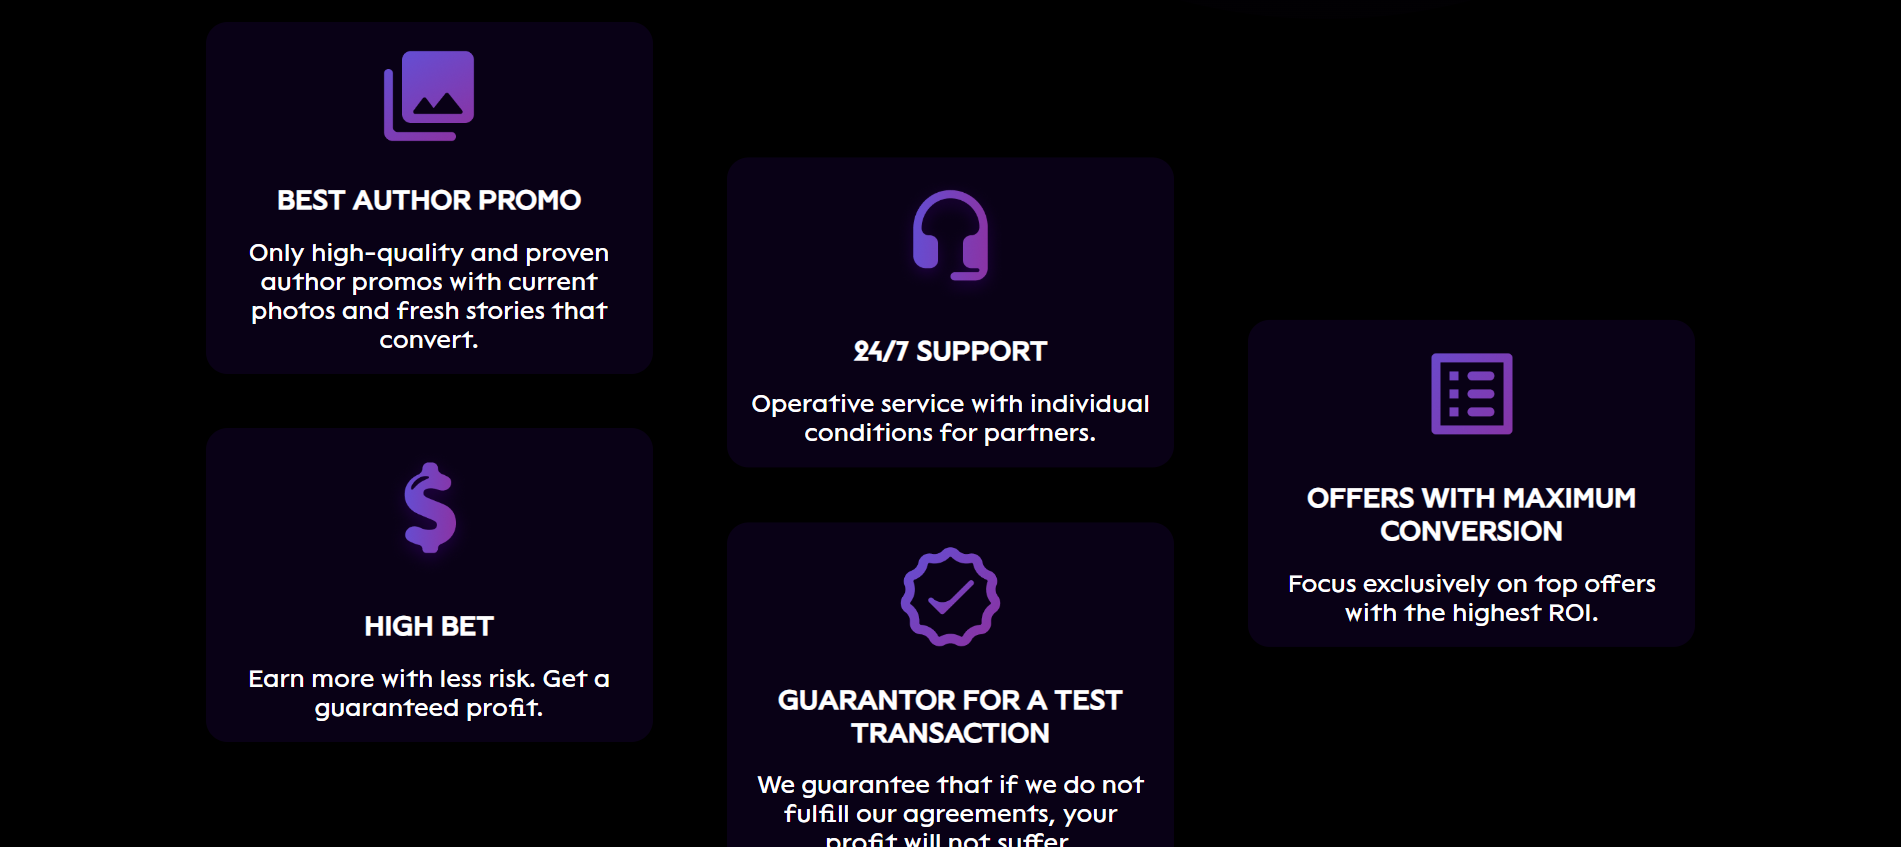 BEST AUTHOR PROMO
Only high-quality and proven
author promos with current
photos and fresh stories that
convert.
HIGH BET
Earn more with less risk. Get a
guaranteed profit.
24/7 SUPPORT
Operative service with individual
conditions for partners.
GUARANTOR FOR A TEST
TRANSACTION
We guarantee that if we do not
fulfill our agreements, your
profit will not suffer
OFFERS WITH MAXIMUM
CONVERSION
Focus exclusively on top offers
with the highest ROI.